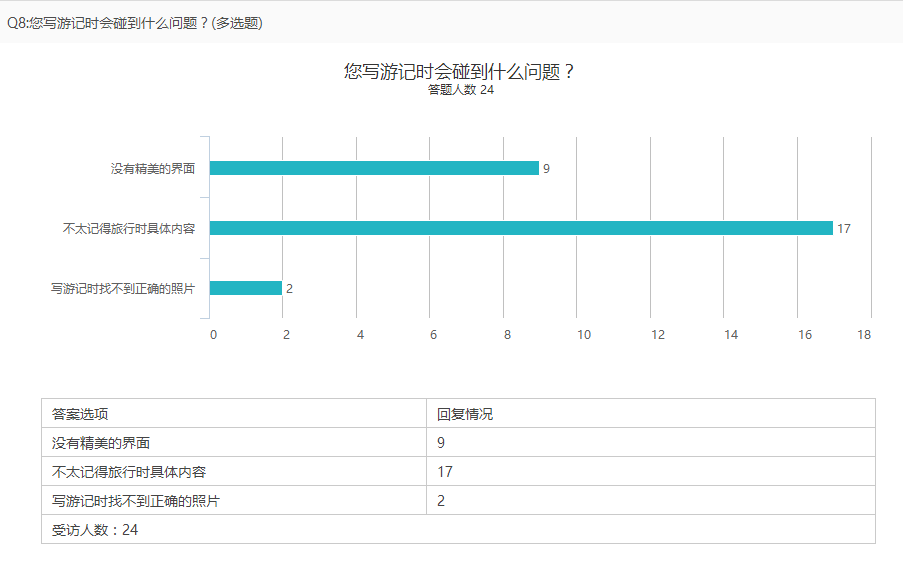 Q8:您写游记时会碰到什么问题？(多选题)
您写游记时会碰到什么问题？
答题人数 24
没有精美的界面 9
不太记得旅行时具体内容 17
写游记时找不到正确的照片 2
0 2 4 6 8 10 12 14 16 18
答案选项 回复情况
没有精美的界面 9
不太记得旅行时具体内容 17
写游记时找不到正确的照片 2
受访人数：24